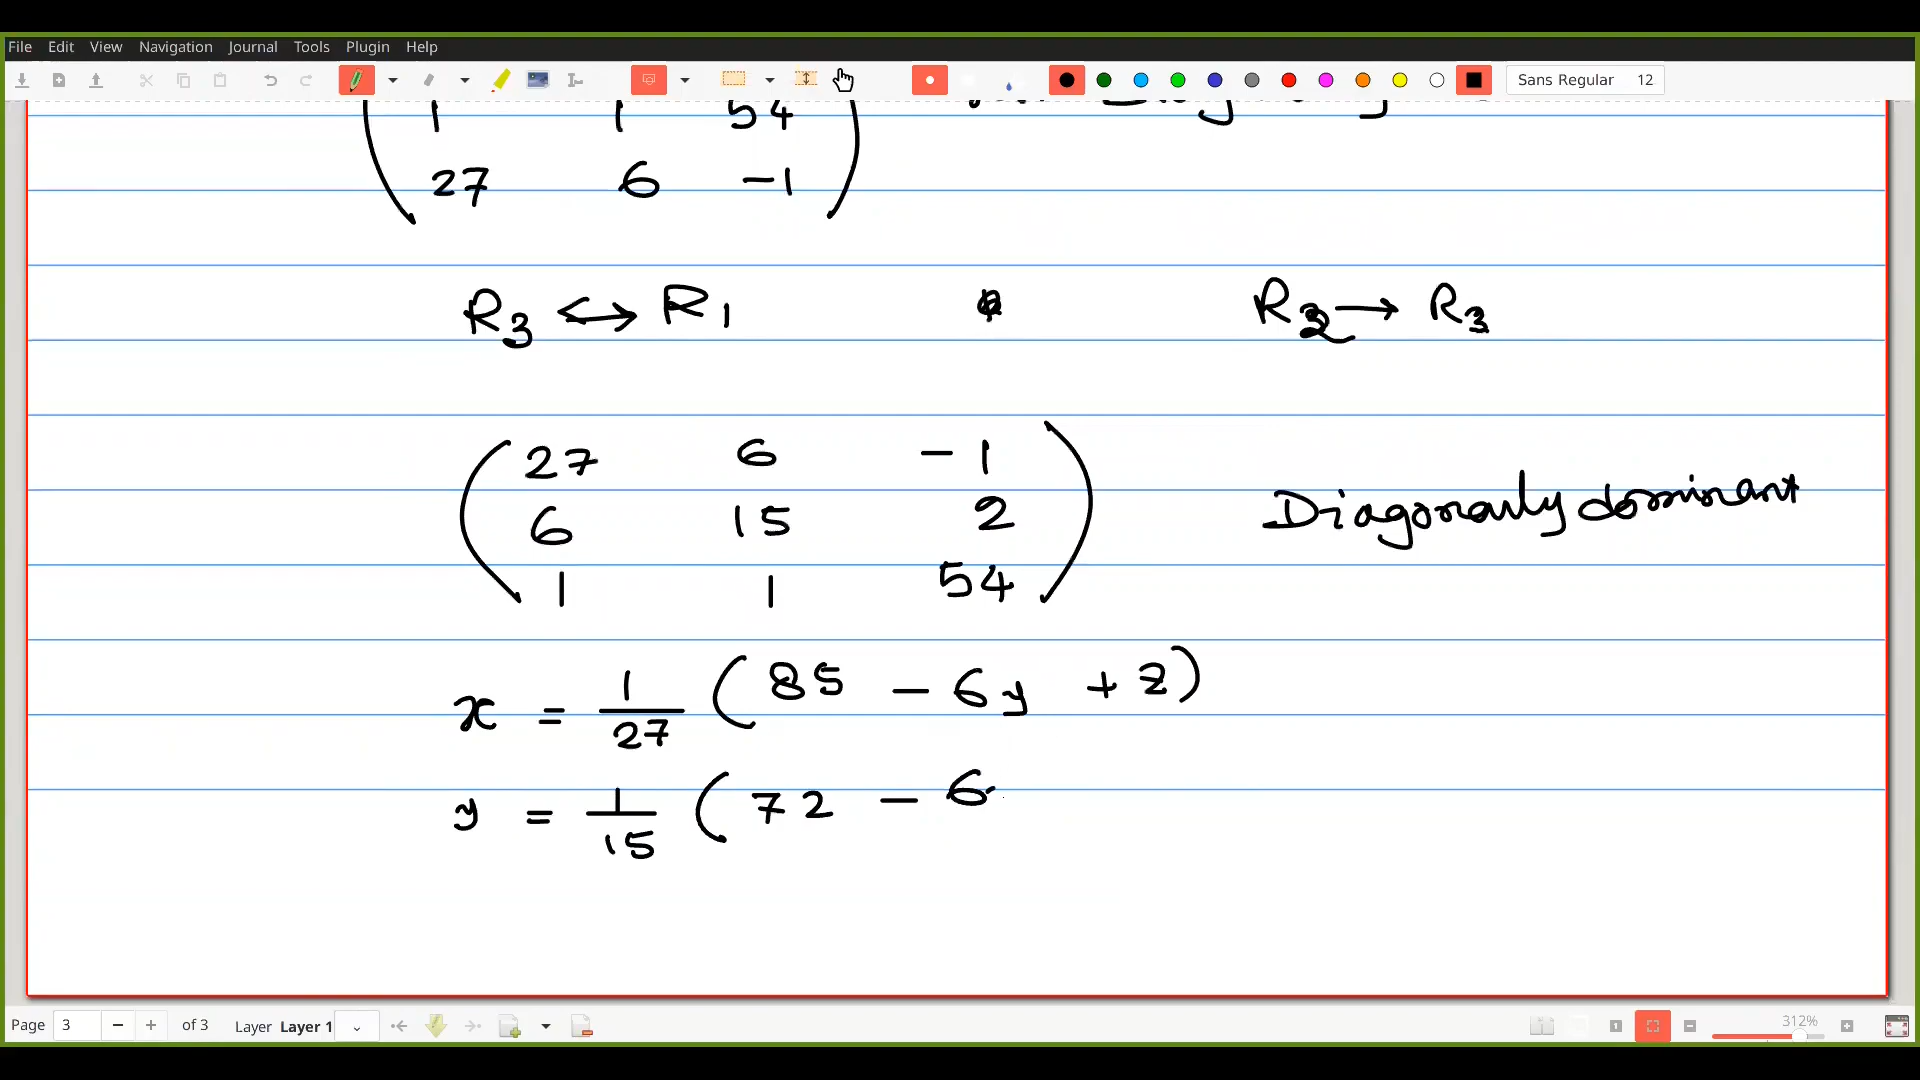 File Edit View Navigation Journal Tools Plugin Help
Sans Regular 12
1 1 54
27 6 -1
R3 ↔ R1 R2 → R3
27 6 -1
6 15 2 Diagonally dominant
1 1 54
x = 1/27 (85 - 6y + z)
y = 1/15 (72 - 6
Page 3 of 3 Layer Layer 1 312%